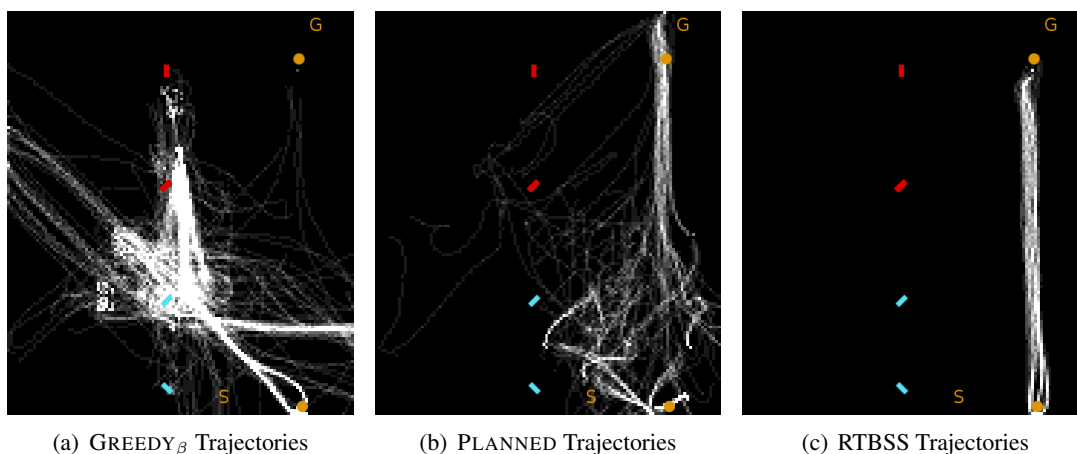 G G G
S S S
(a) GREEDYβ Trajectories (b) PLANNED Trajectories (c) RTBSS Trajectories